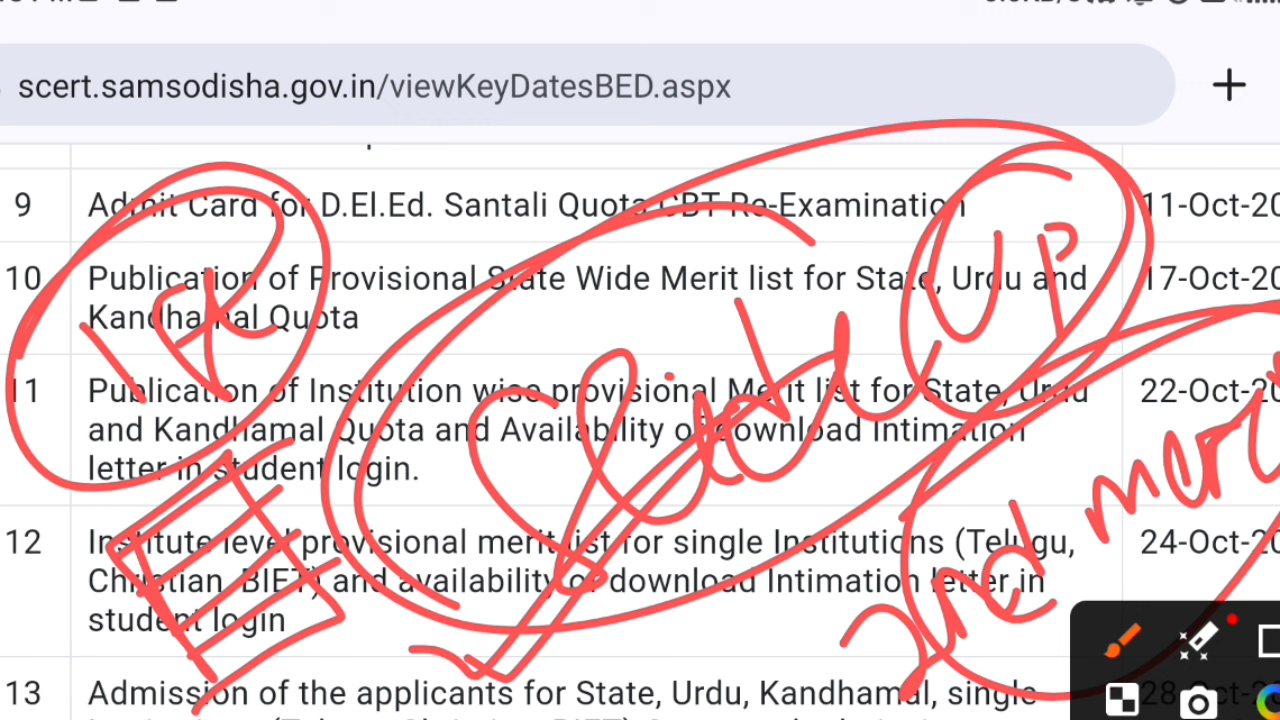 scert.samsodisha.gov.in/viewKeyDatesBED.aspx +
9 Admit Card for D.El.Ed. Santali Quota CBT Re-Examination 11-Oct-20
10 Publication of Provisional State Wide Merit list for State, Urdu and 17-Oct-20
Kandhamal Quota
11 Publication of Institution wise provisional Merit list for State, Urdu 22-Oct-20
and Kandhamal Quota and Availability of download Intimation
letter in student login.
12 Institute level provisional merit list for single Institutions (Telugu, 24-Oct-20
Christian, BIET) and availability of download Intimation letter in
student login
13 Admission of the applicants for State, Urdu, Kandhamal, single 28-Oct-20
State
UP
2nd